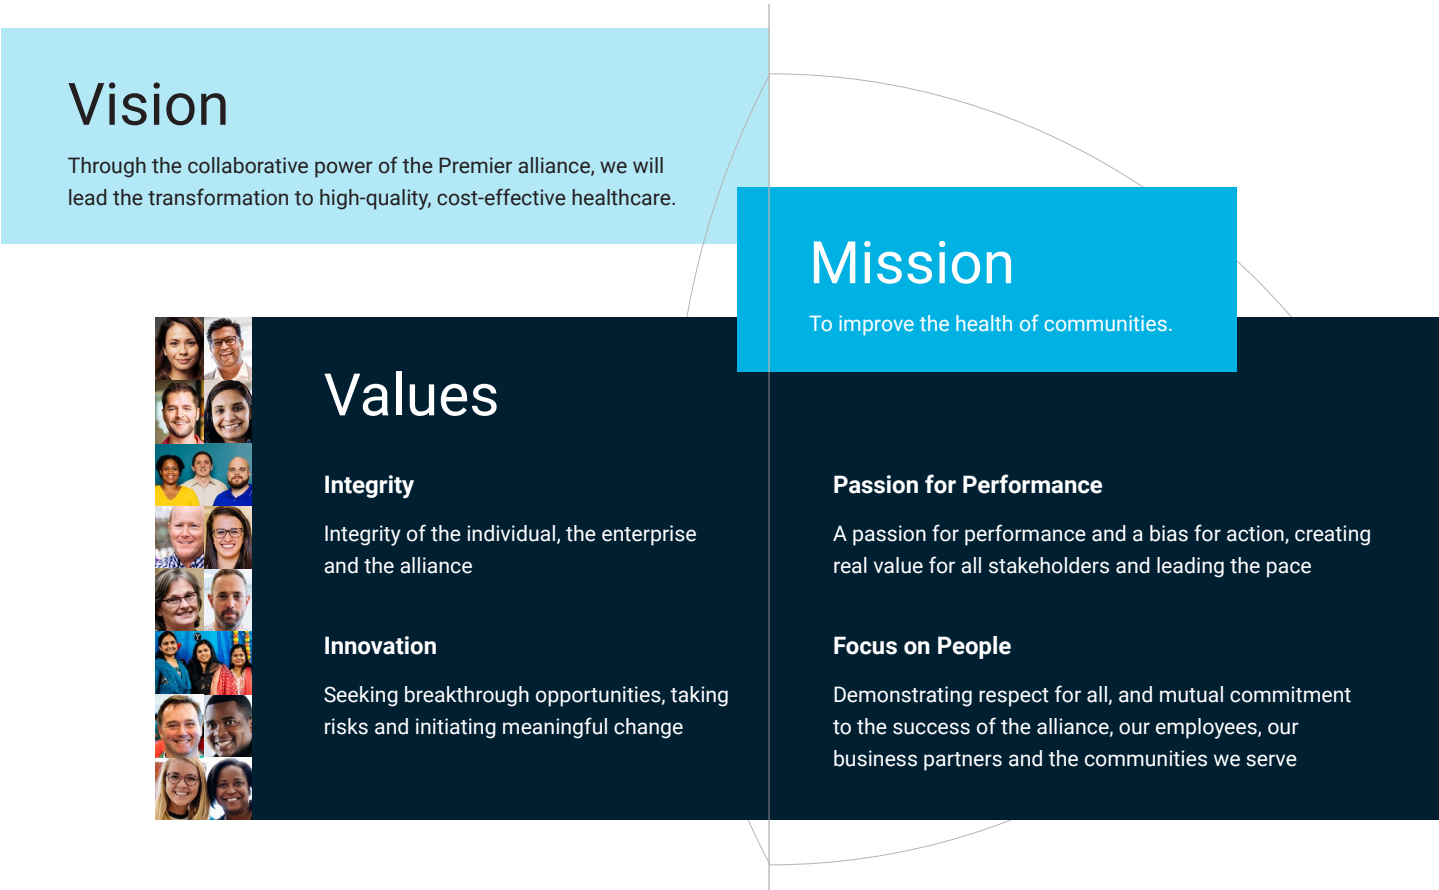 Vision
Through the collaborative power of the Premier alliance, we will
lead the transformation to high-quality, cost-effective healthcare.
Mission
To improve the health of communities.
Values
Integrity
Integrity of the individual, the enterprise
and the alliance
Passion for Performance
A passion for performance and a bias for action, creating
real value for all stakeholders and leading the pace
Innovation
Seeking breakthrough opportunities, taking
risks and initiating meaningful change
Focus on People
Demonstrating respect for all, and mutual commitment
to the success of the alliance, our employees, our
business partners and the communities we serve